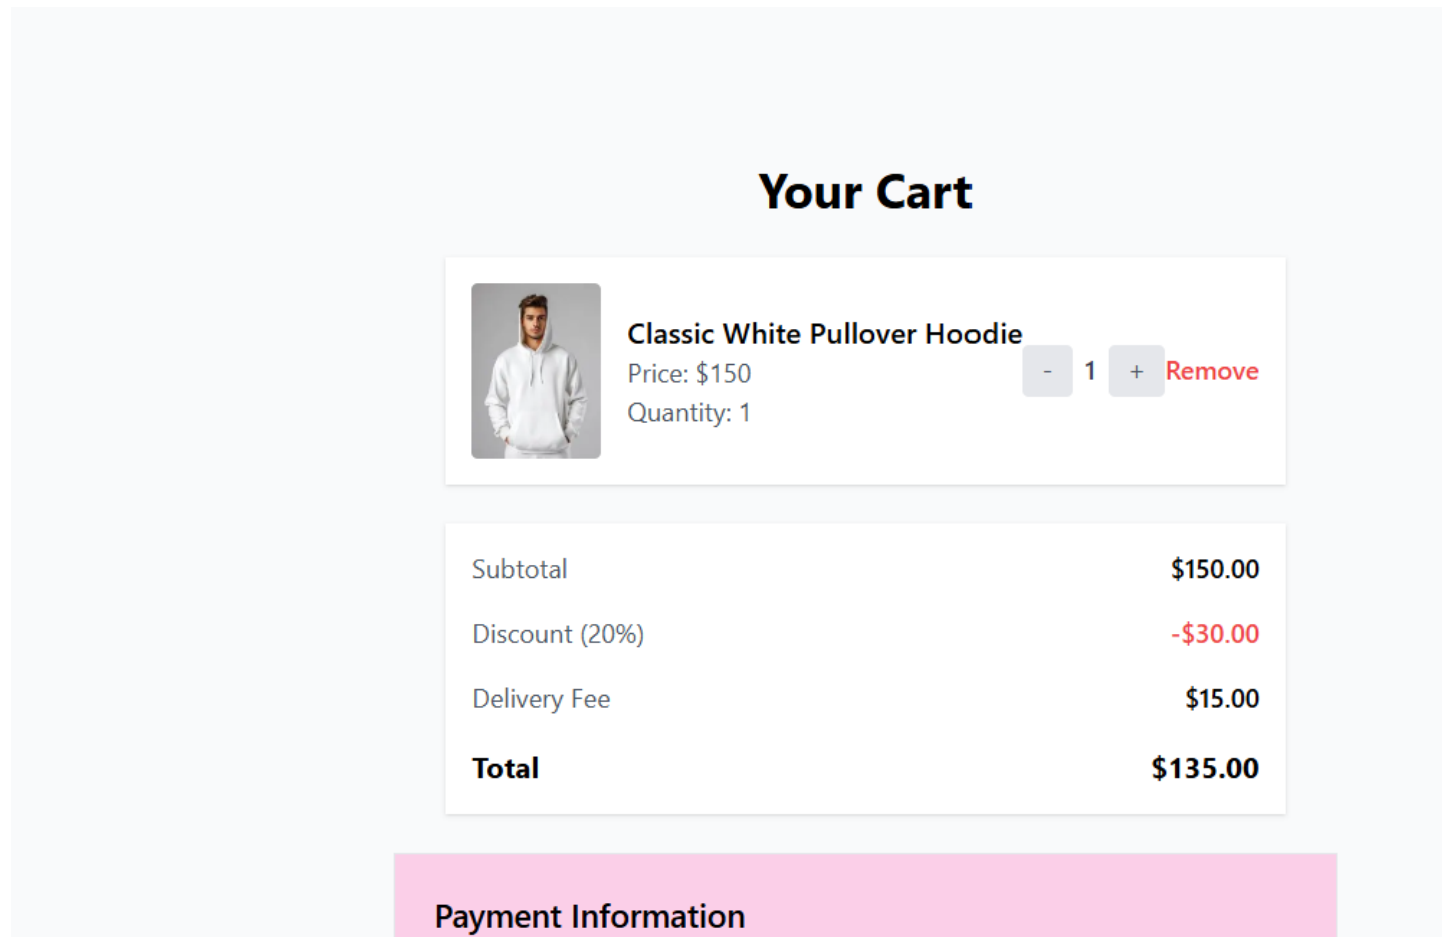 Your Cart
Classic White Pullover Hoodie
Price: $150
Quantity: 1
- 1 + Remove
Subtotal $150.00
Discount (20%) -$30.00
Delivery Fee $15.00
Total $135.00
Payment Information